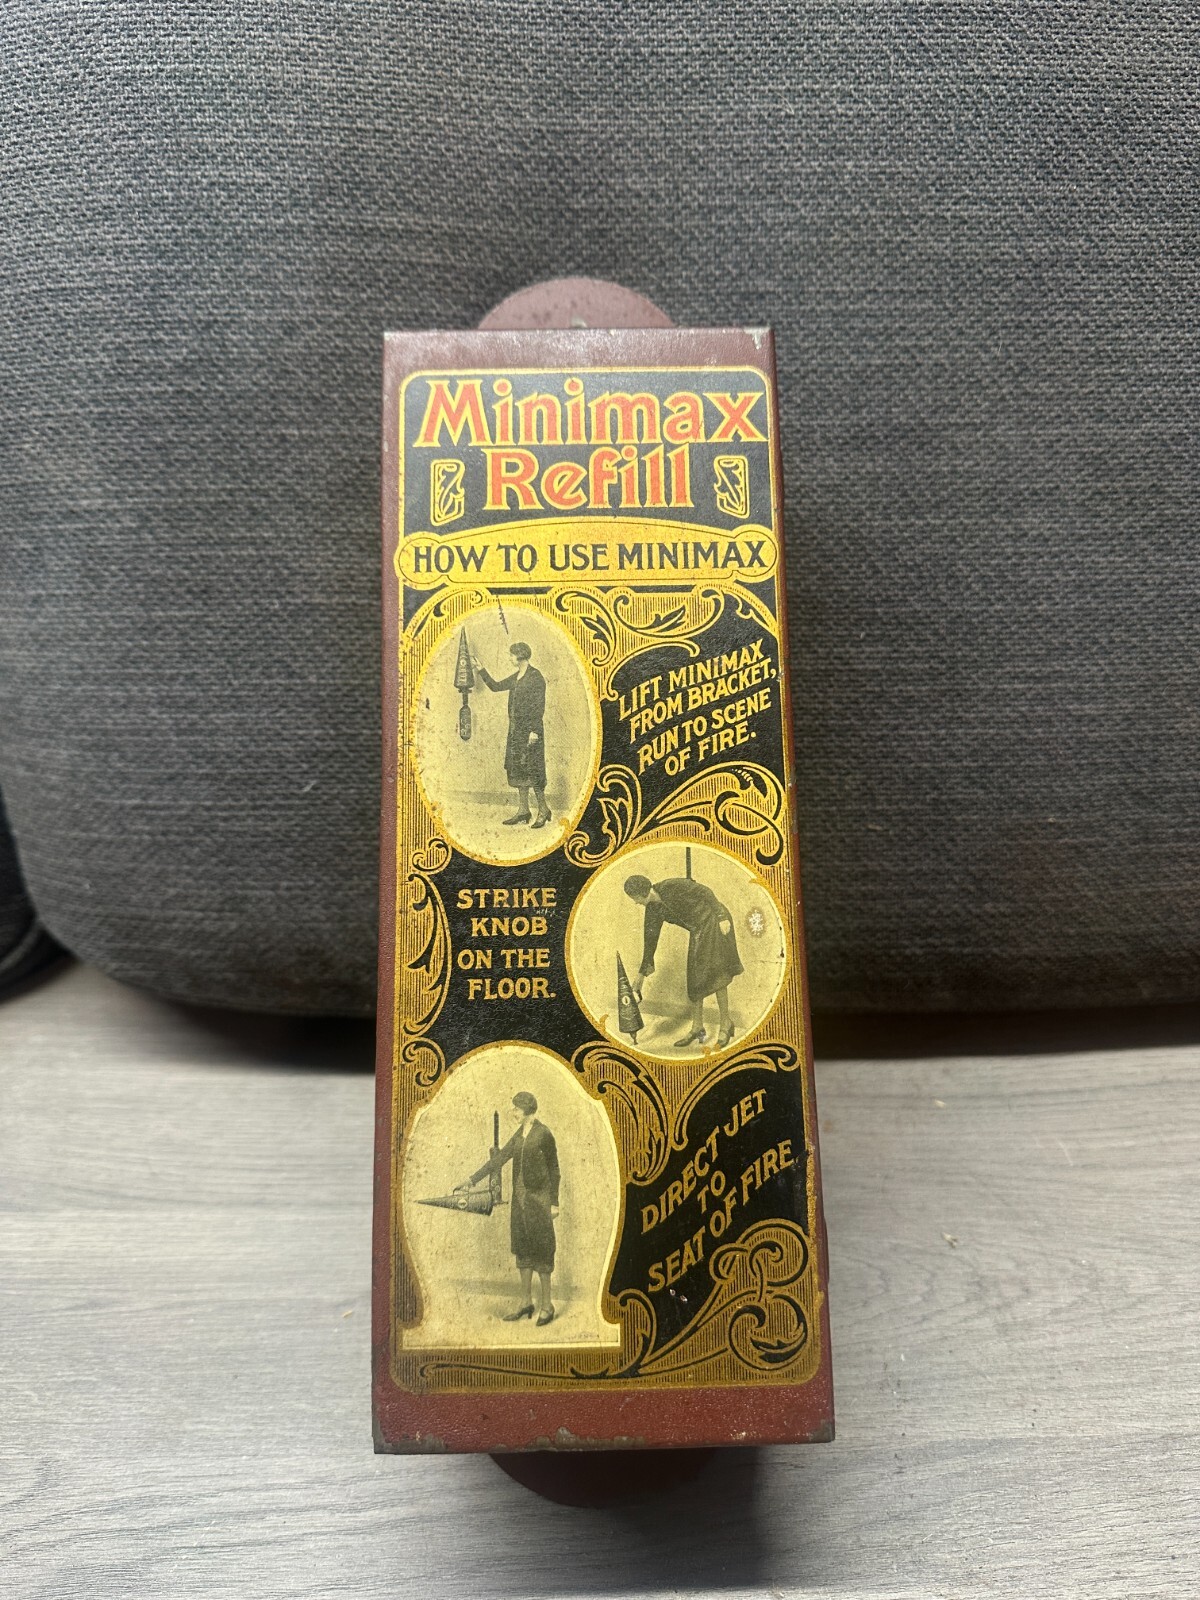 Minimax
Refill
HOW TO USE MINIMAX
LIFT MINIMAX
FROM BRACKET,
RUN TO SCENE
OF FIRE.
STRIKE
KNOB
ON THE
FLOOR.
DIRECT JET
TO
SEAT OF FIRE